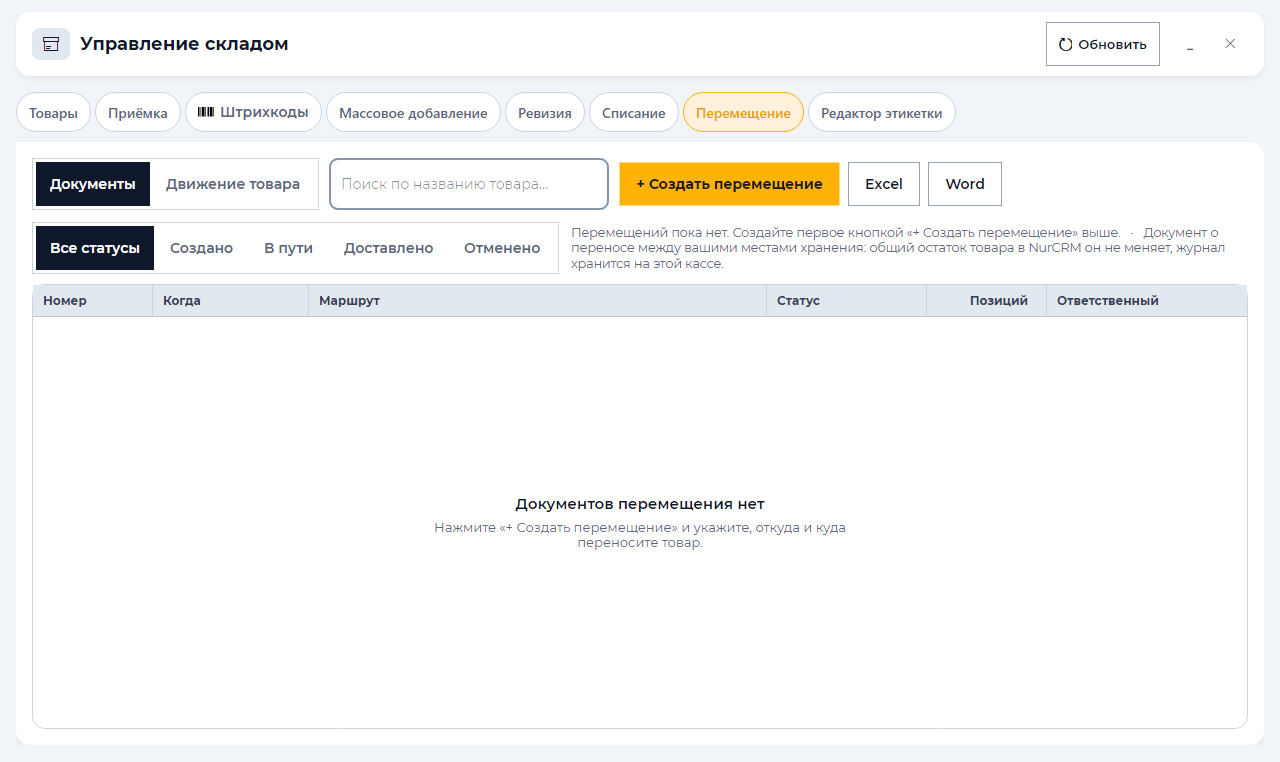 Управление складом
Обновить
Товары
Приёмка
Штрихкоды
Массовое добавление
Ревизия
Списание
Перемещение
Редактор этикетки
Документы
Движение товара
Поиск по названию товара...
+ Создать перемещение
Excel
Word
Все статусы
Создано
В пути
Доставлено
Отменено
Перемещений пока нет. Создайте первое кнопкой «+ Создать перемещение» выше. · Документ о
переносе между вашими местами хранения: общий остаток товара в NurCRM он не меняет, журнал
хранится на этой кассе.
Номер
Когда
Маршрут
Статус
Позиций
Ответственный
Документов перемещения нет
Нажмите «+ Создать перемещение» и укажите, откуда и куда
переносите товар.